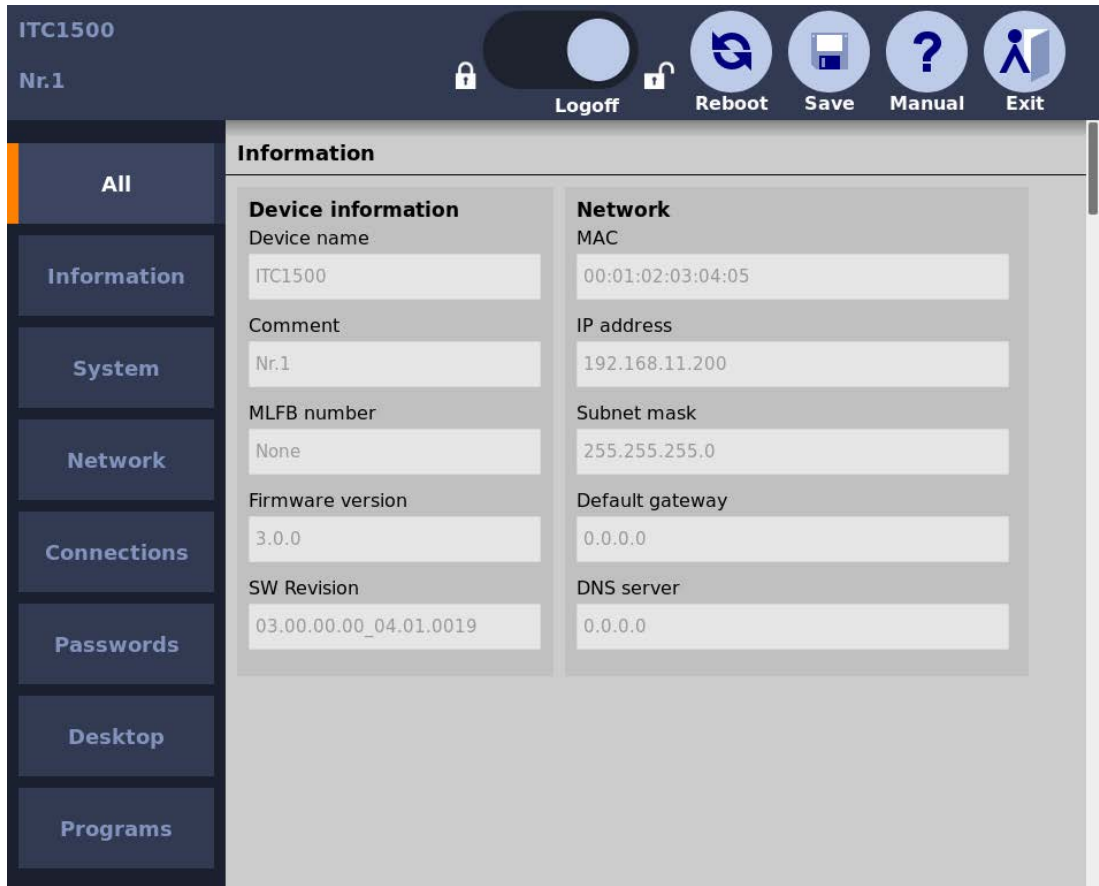 ITC1500
Nr.1
Logoff
Reboot
Save
Manual
Exit
All
Information
System
Network
Connections
Passwords
Desktop
Programs
Information
Device information
Device name
ITC1500
Comment
Nr.1
MLFB number
None
Firmware version
3.0.0
SW Revision
03.00.00.00_04.01.0019
Network
MAC
00:01:02:03:04:05
IP address
192.168.11.200
Subnet mask
255.255.255.0
Default gateway
0.0.0.0
DNS server
0.0.0.0